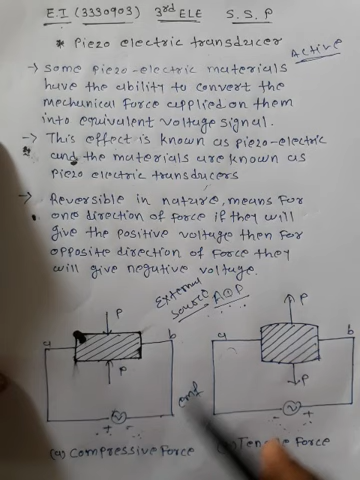 E.I (3330903) 3rd ELE S.S.P
* Piezo electric transducer
Active
→ Some Piezo-electric materials
have the ability to convert the
mechanical Force applied on them
into equivalent voltage signal.
→ This effect is known as piezo-electric
and the materials are known as
piezo electric transducers
→ Reversible in nature, means For
one direction of force if they will
give the positive voltage then For
opposite direction of Force they
will give negative voltage.
External
Source
P P
a b a b
P P
emf
- + - +
(a) Compressive Force Force